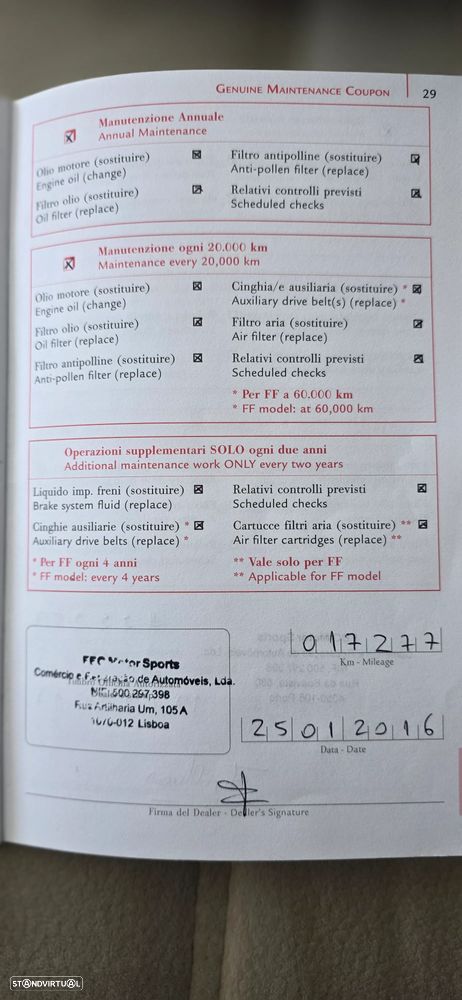 GENUINE MAINTENANCE COUPON 29
Manutenzione Annuale
Annual Maintenance
Olio motore (sostituire)
Engine oil (change)
Filtro olio (sostituire)
Oil filter (replace)
Filtro antipolline (sostituire)
Anti-pollen filter (replace)
Relativi controlli previsti
Scheduled checks
Manutenzione ogni 20.000 km
Maintenance every 20,000 km
Olio motore (sostituire)
Engine oil (change)
Filtro olio (sostituire)
Oil filter (replace)
Filtro antipolline (sostituire)
Anti-pollen filter (replace)
Cinghia/e ausiliaria (sostituire) *
Auxiliary drive belt(s) (replace) *
Filtro aria (sostituire)
Air filter (replace)
Relativi controlli previsti
Scheduled checks
* Per FF a 60.000 km
* FF model: at 60,000 km
Operazioni supplementari SOLO ogni due anni
Additional maintenance work ONLY every two years
Liquido imp. freni (sostituire)
Brake system fluid (replace)
Cinghie ausiliarie (sostituire) *
Auxiliary drive belts (replace) *
* Per FF ogni 4 anni
* FF model: every 4 years
Relativi controlli previsti
Scheduled checks
Cartucce filtri aria (sostituire) **
Air filter cartridges (replace) **
** Vale solo per FF
** Applicable for FF model
Sports
Comércio e de Automóveis, Lda.
500 297 398
Rua Artilharia Um, 105 A
1070-012 Lisboa
017277
Km - Mileage
25012016
Data - Date
Firma del Dealer - Dealer's Signature
STANDVIRTUAL